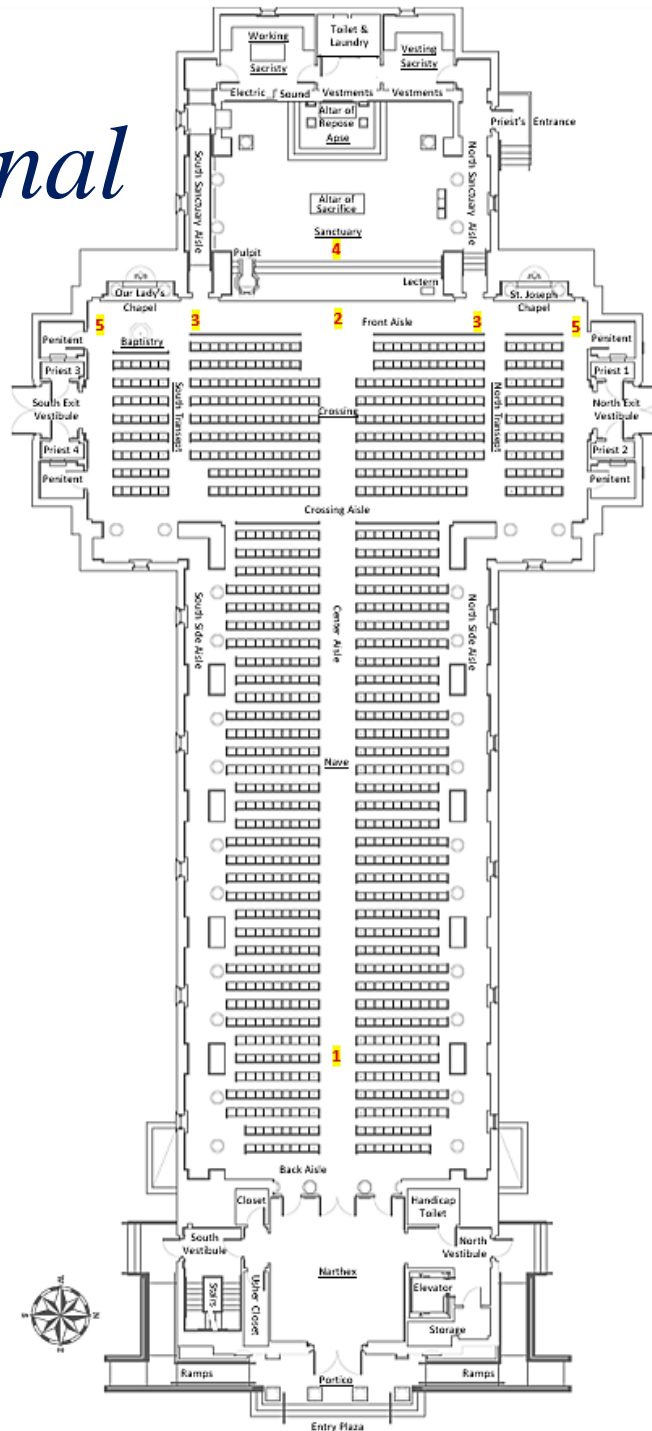 Working
Sacristy
Toilet &
Laundry
Vesting
Sacristy
Electric
Sound
Vestments
Vestments
Altar of
Repose
Apse
Priest's Entrance
nal
South Sanctuary Aisle
North Sanctuary Aisle
Altar of
Sacrifice
Sanctuary
4
Pulpit
Lectern
Our Lady's
Chapel
St. Joseph
Chapel
5
3
2
Front Aisle
3
5
Penitent
Baptistry
Penitent
Priest 3
Priest 1
South Exit
Vestibule
South Transept
Crossing
North Transept
North Exit
Vestibule
Priest 4
Priest 2
Penitent
Penitent
Crossing Aisle
South Side Aisle
Center Aisle
North Side Aisle
Nave
1
Back Aisle
Closet
Handicap
Toilet
South
Vestibule
North
Vestibule
Narthex
Stairs
Usher Closet
Elevator
Storage
W
S
N
E
Ramps
Portico
Ramps
Entry Plaza